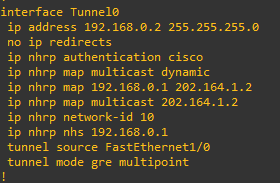 interface Tunnel0
ip address 192.168.0.2 255.255.255.0
no ip redirects
ip nhrp authentication cisco
ip nhrp map multicast dynamic
ip nhrp map 192.168.0.1 202.164.1.2
ip nhrp map multicast 202.164.1.2
ip nhrp network-id 10
ip nhrp nhs 192.168.0.1
tunnel source FastEthernet1/0
tunnel mode gre multipoint
!